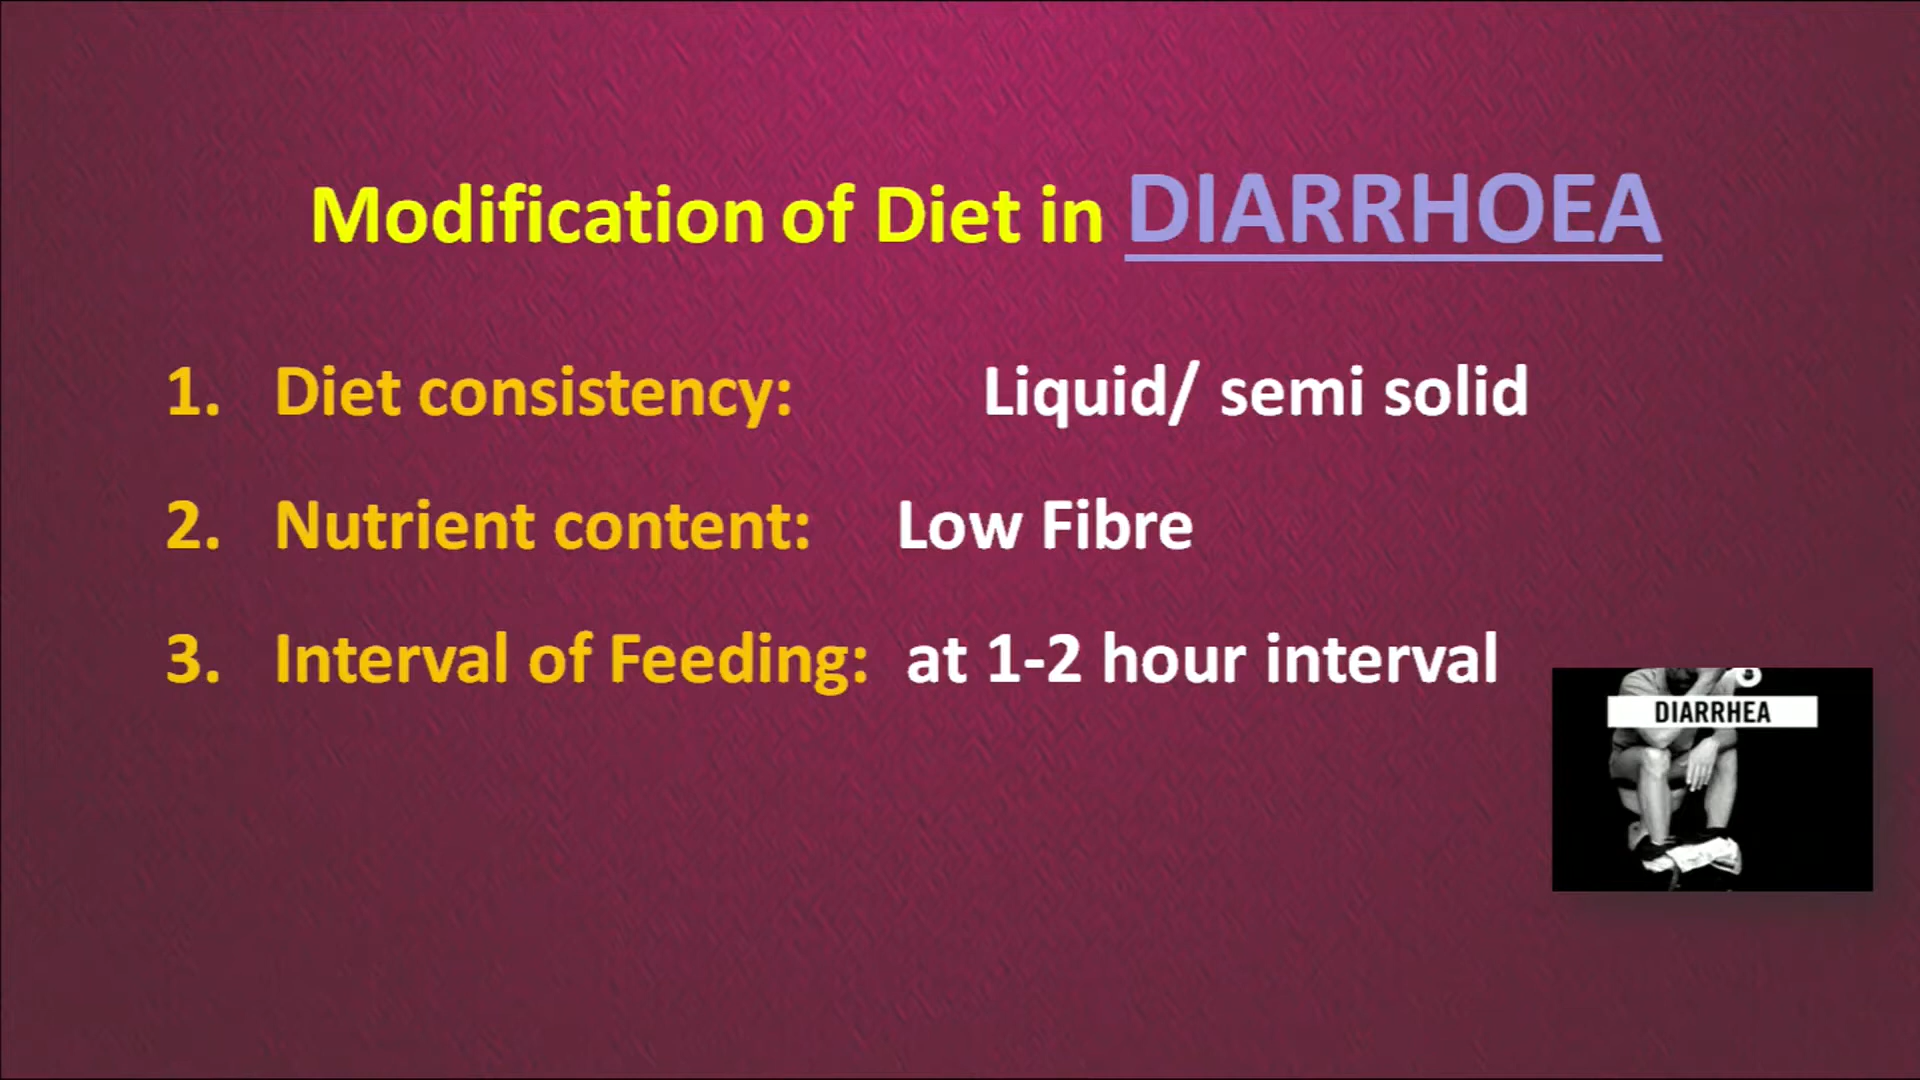 Modification of Diet in DIARRHOEA
1. Diet consistency: Liquid/ semi solid
2. Nutrient content: Low Fibre
3. Interval of Feeding: at 1-2 hour interval
DIARRHEA